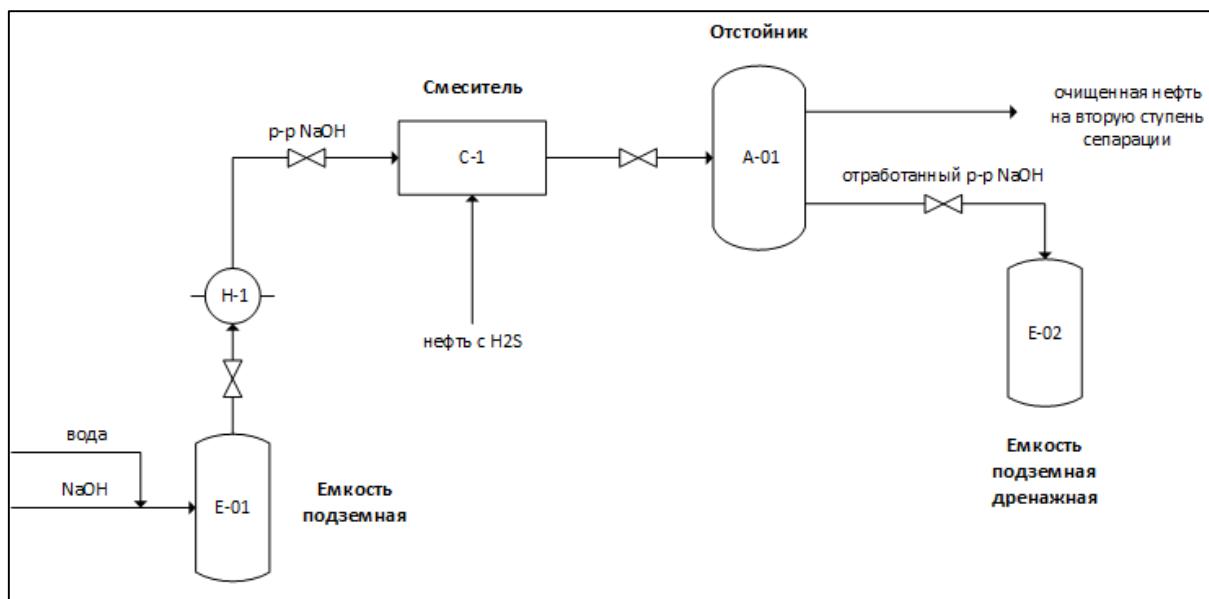 Отстойник
Смеситель
очищенная нефть
на вторую ступень
сепарации
р-р NaOH
С-1
А-01
отработанный р-р NaOH
Н-1
нефть с H2S
Е-02
вода
NaOH
Е-01
Емкость
подземная
Емкость
подземная
дренажная